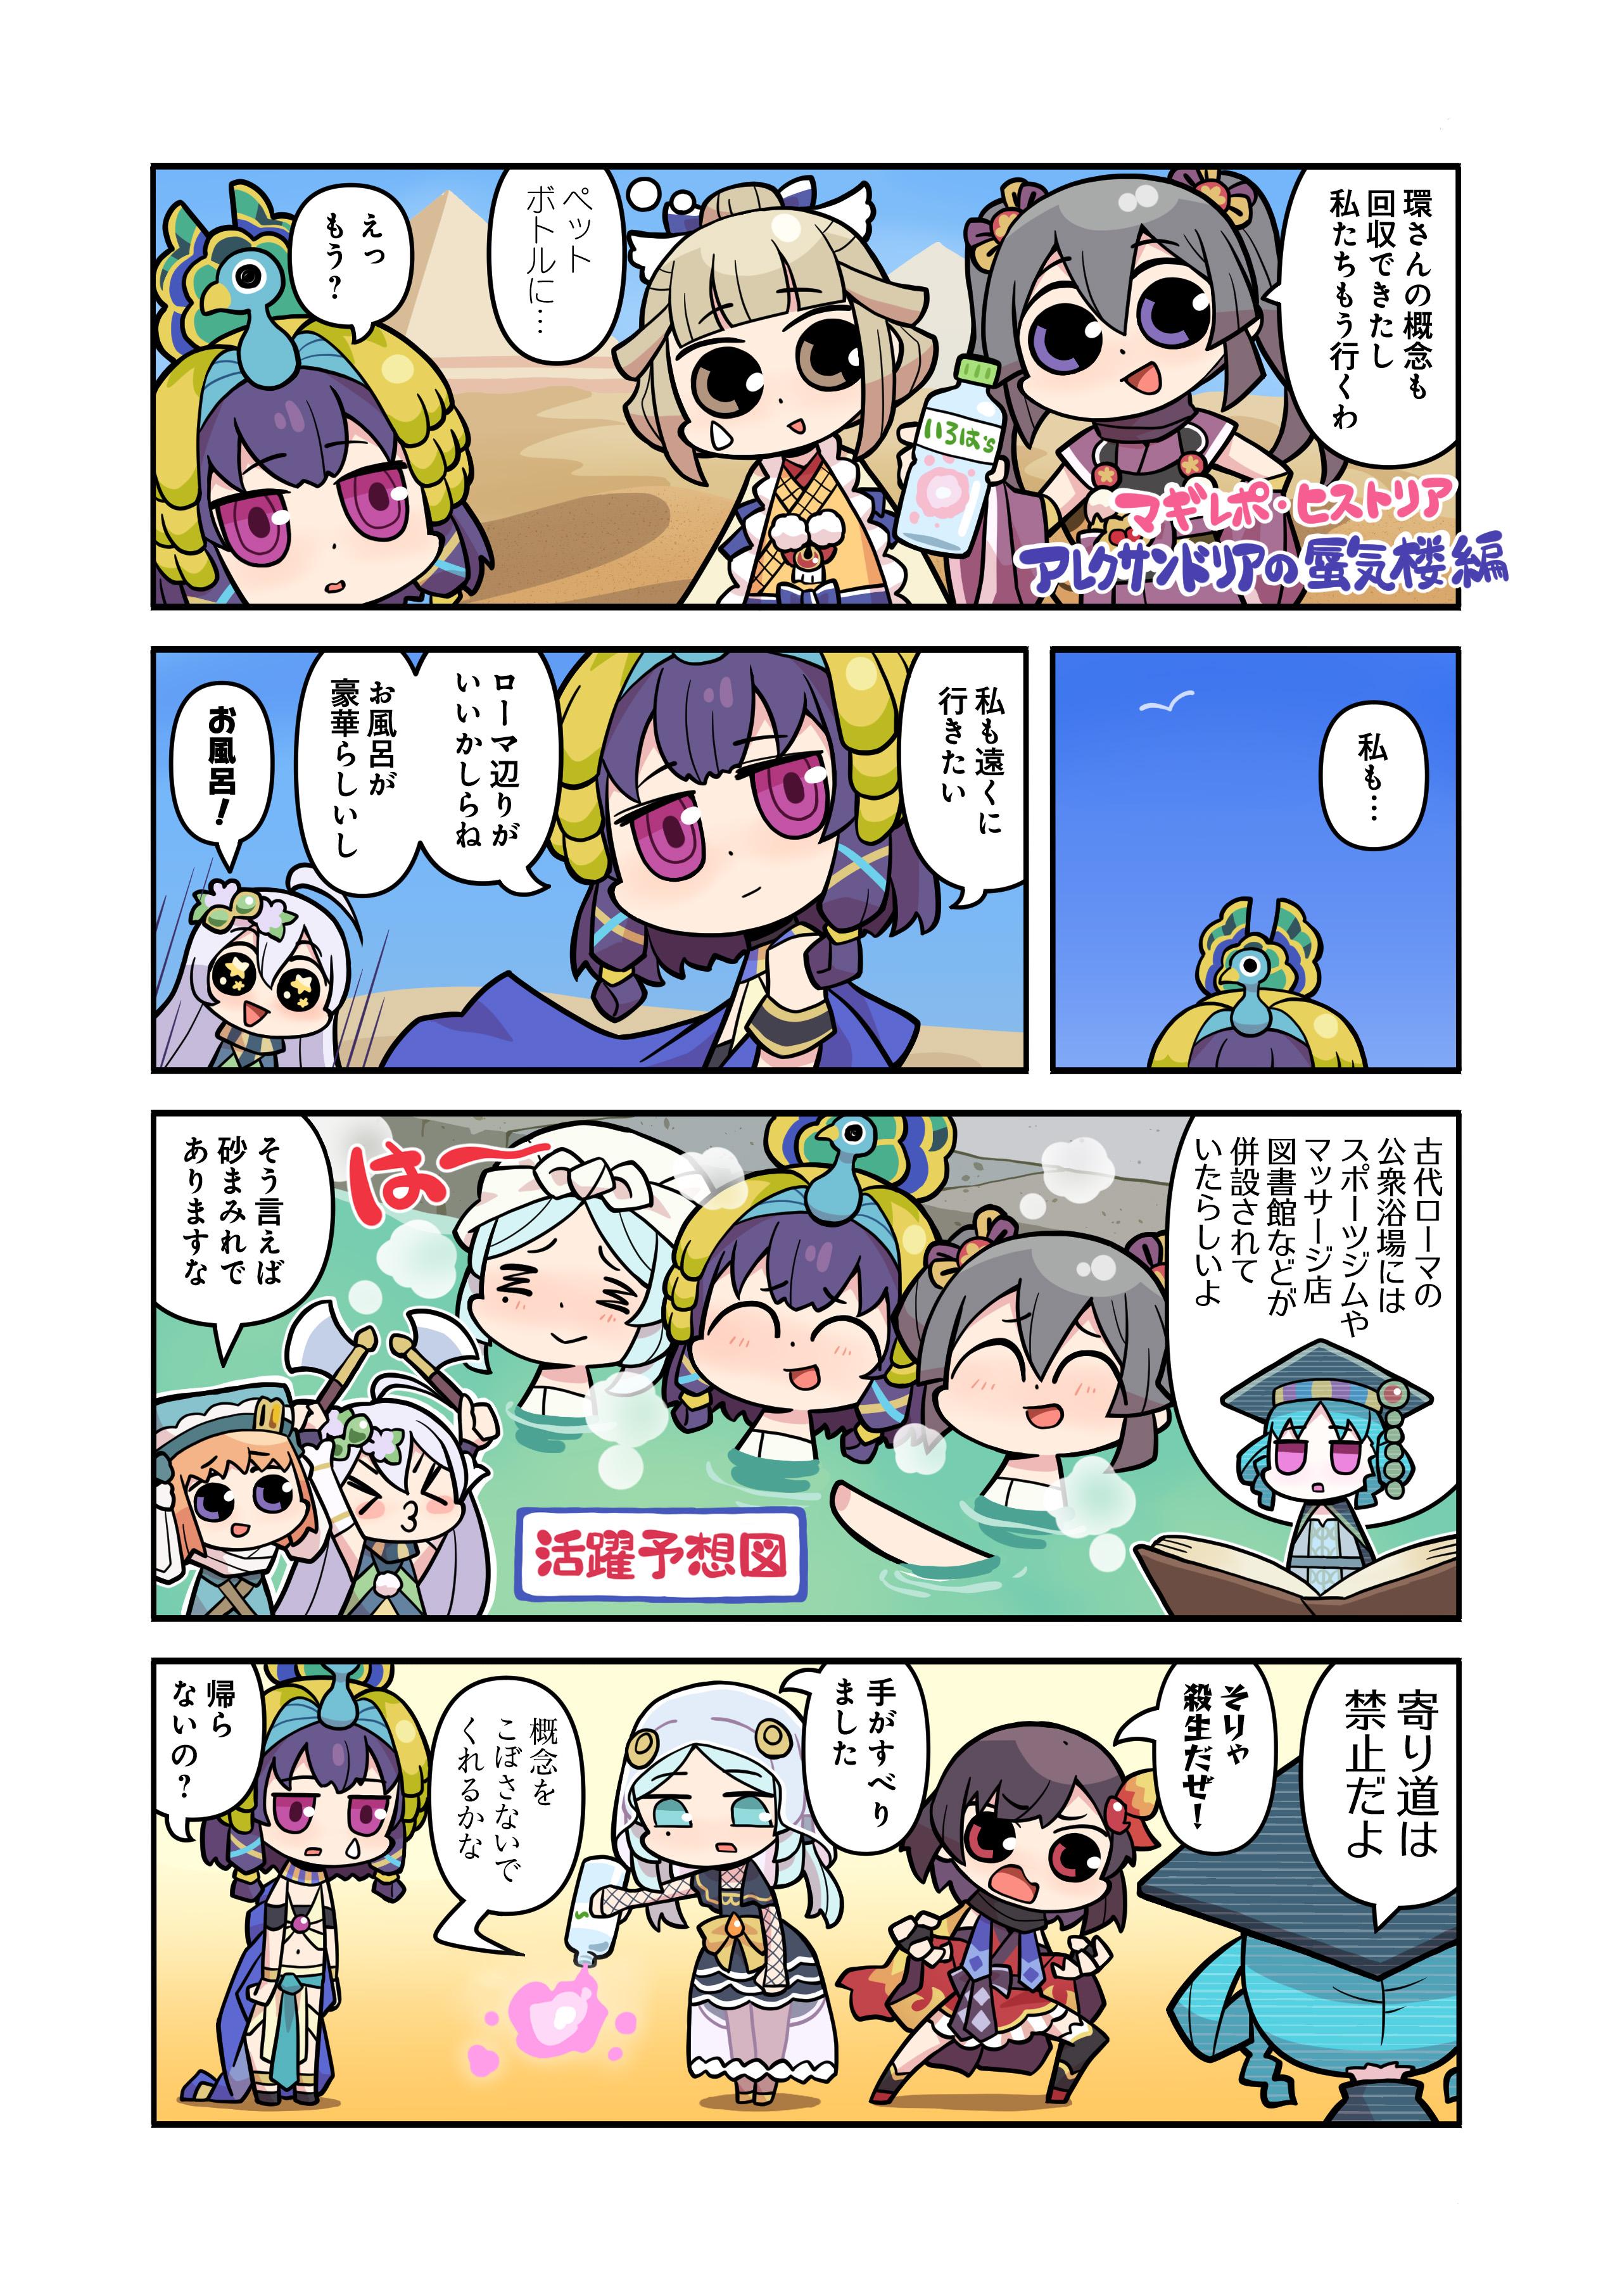 環さんの概念も
回収できたし
私たちもう行くわ
マギレポ・ヒストリア
アレクサンドリアの蜃気楼編
いろは's
ペット
ボトルに…
えっ
もう?
私も…
私も遠くに
行きたい
ローマ辺りが
いいかしらね
お風呂が
豪華らしいし
お風呂!
古代ローマの
公衆浴場には
スポーツジムや
マッサージ店
図書館などが
併設されて
いたらしいよ
はー
活躍予想図
そう言えば
砂まみれで
ありますな
寄り道は
禁止だよ
そりゃ
殺生だぜ!
手がすべり
ました
概念を
こぼさないで
くれるかな
帰ら
ないの?